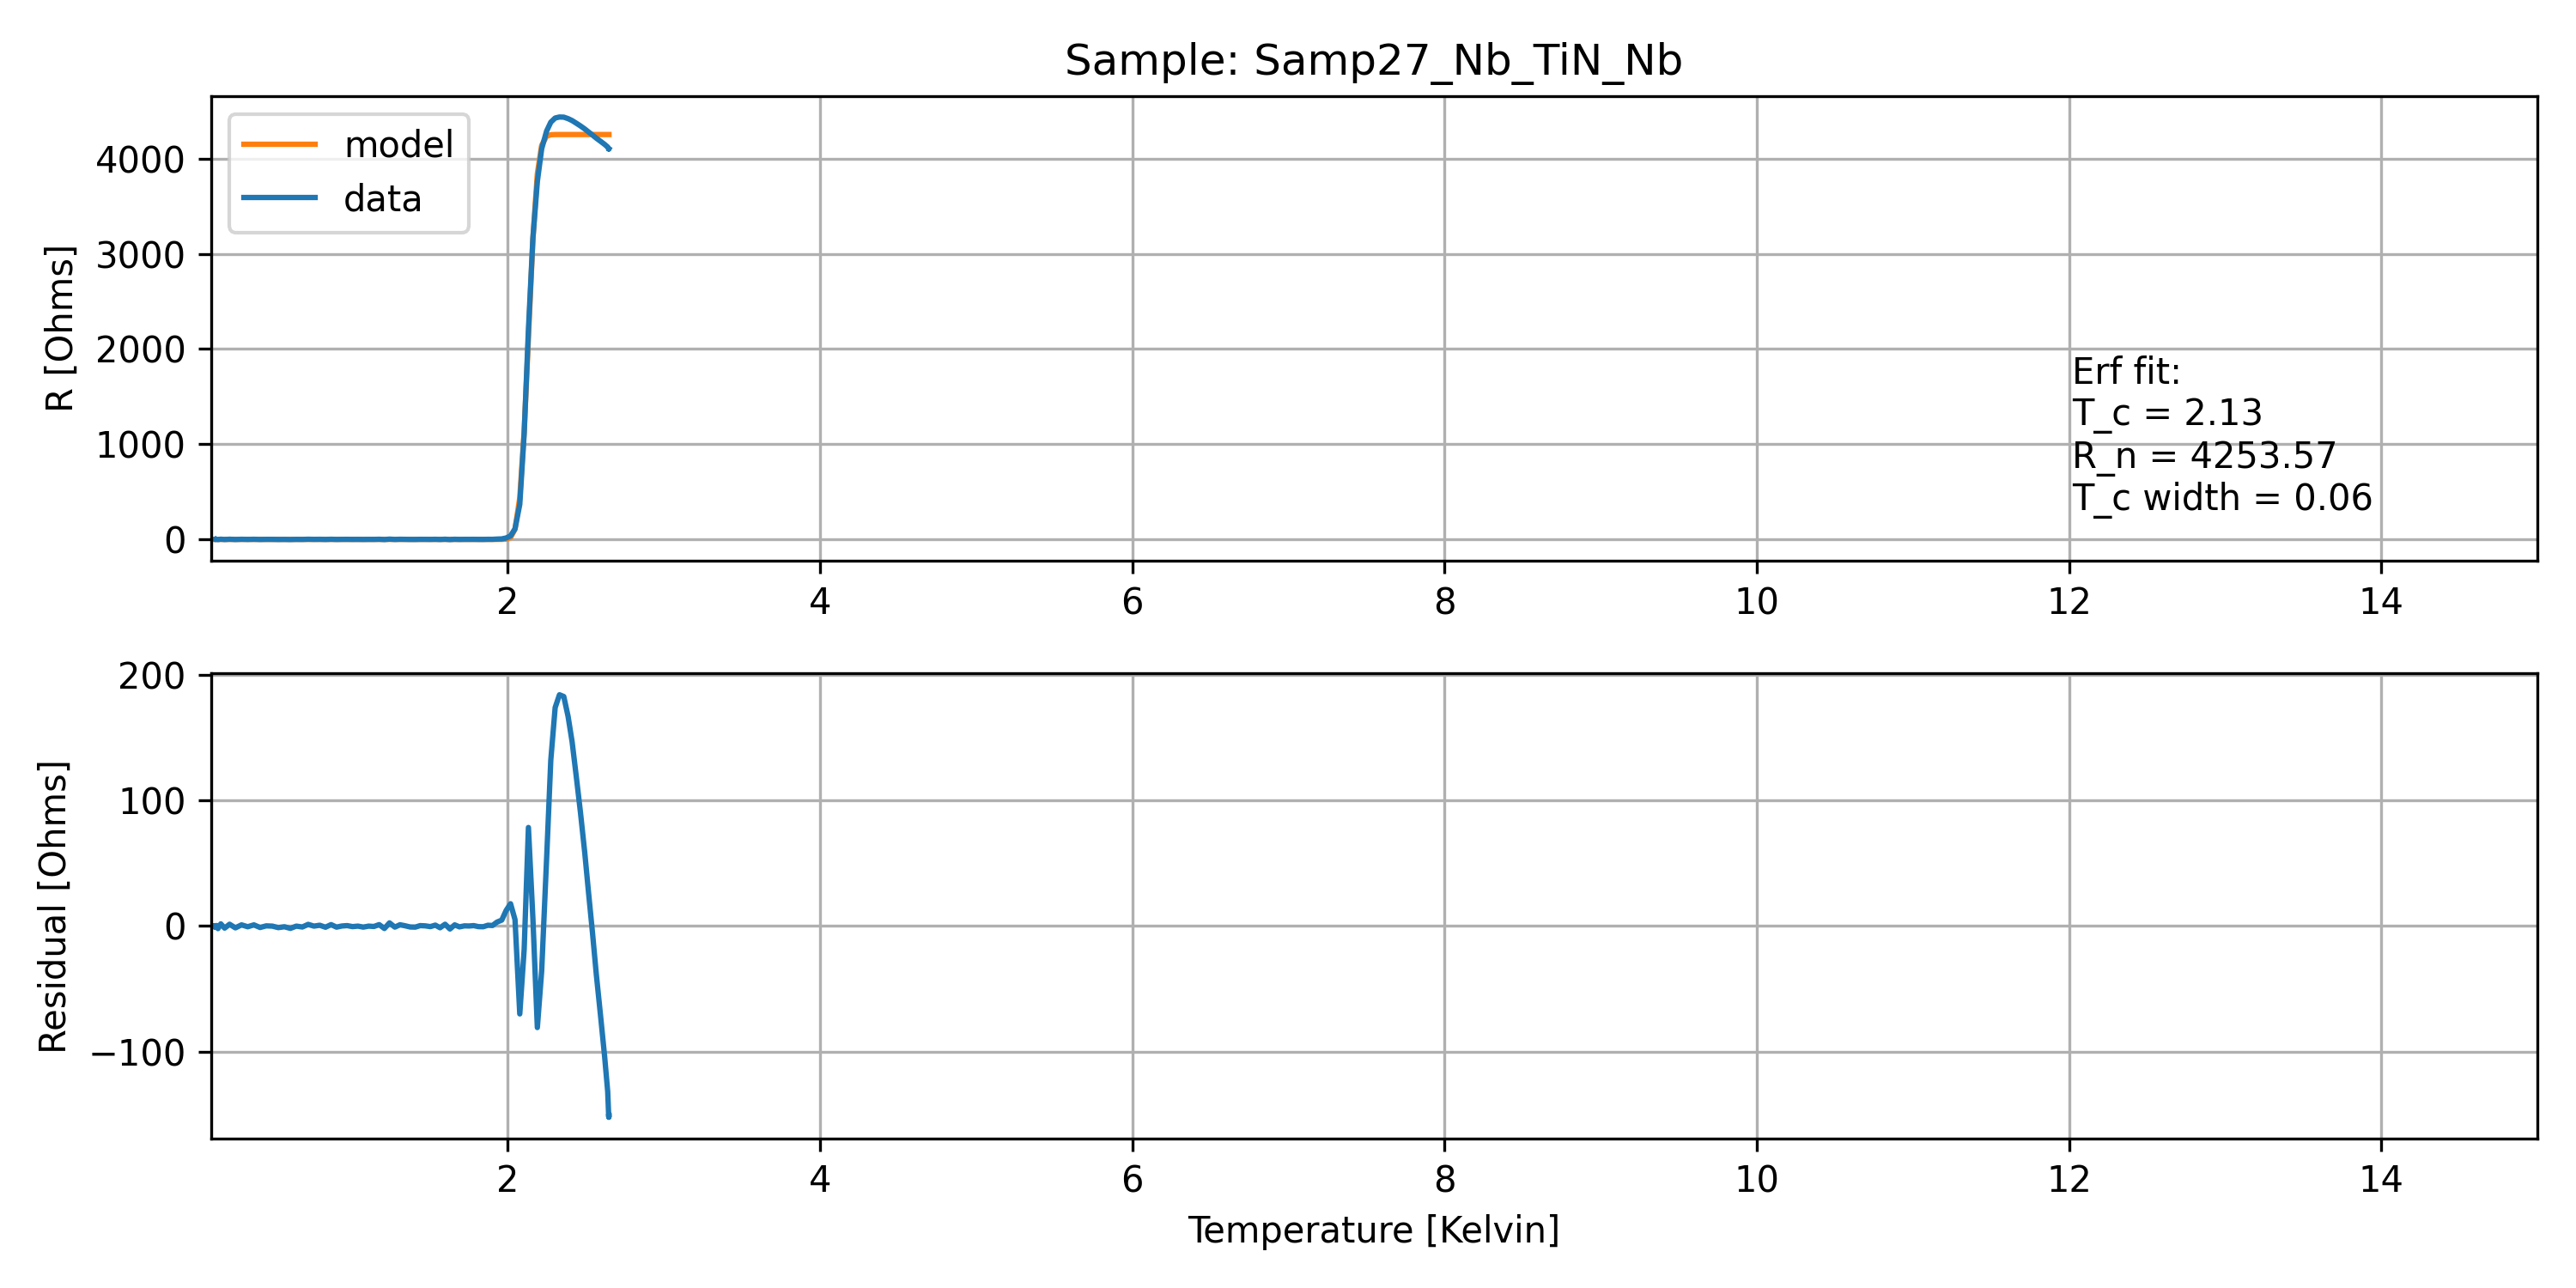 Sample: Samp27_Nb_TiN_Nb
model
data
R [Ohms]
4000
3000
2000
1000
0
Erf fit:
T_c = 2.13
R_n = 4253.57
T_c width = 0.06
2 4 6 8 10 12 14
Residual [Ohms]
200
100
0
−100
2 4 6 8 10 12 14
Temperature [Kelvin]